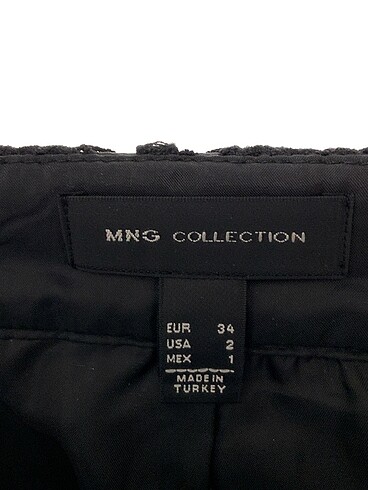 MNG COLLECTION
EUR 34
USA 2
MEX 1
MADE IN
TURKEY